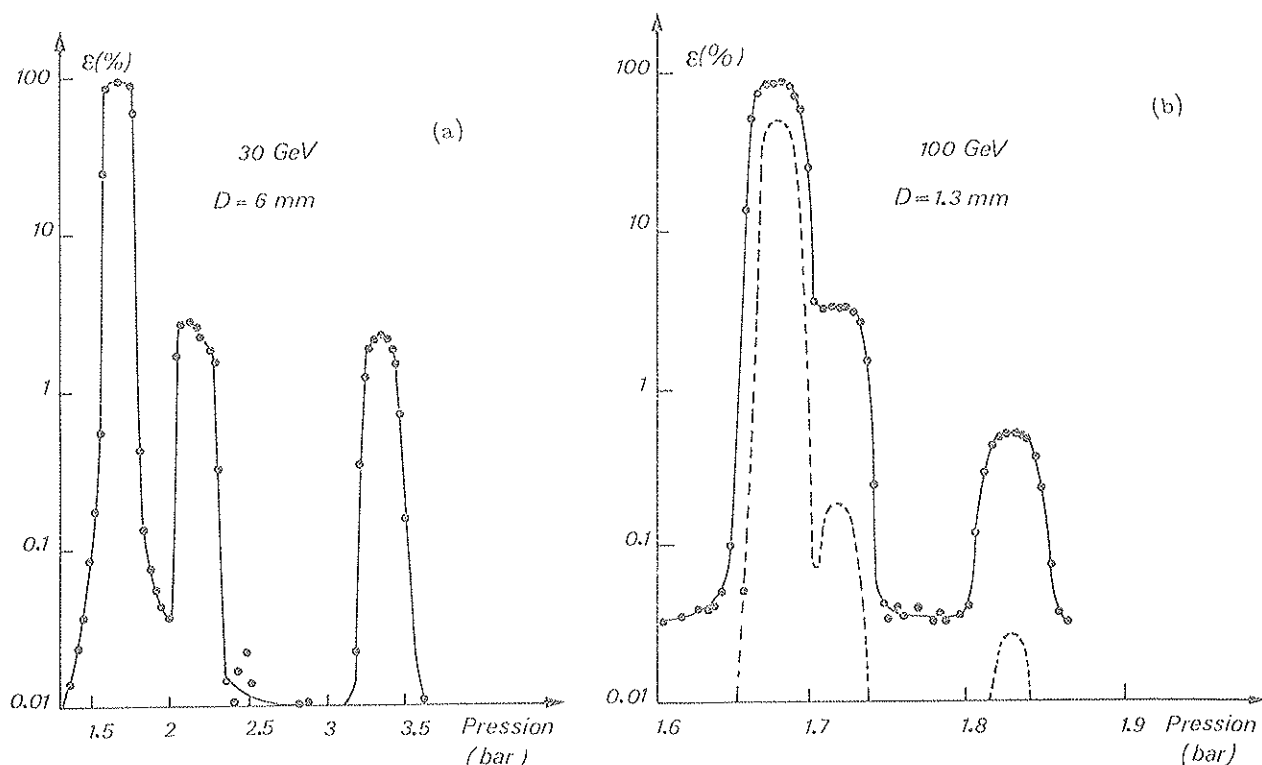 ε(%)
100
10
1
0.1
0.01
30 GeV
D = 6 mm
(a)
1.5
2
2.5
3
3.5
Pression
(bar)
ε(%)
100
10
1
0.1
0.01
100 GeV
D = 1.3 mm
(b)
1.6
1.7
1.8
1.9
Pression
(bar)